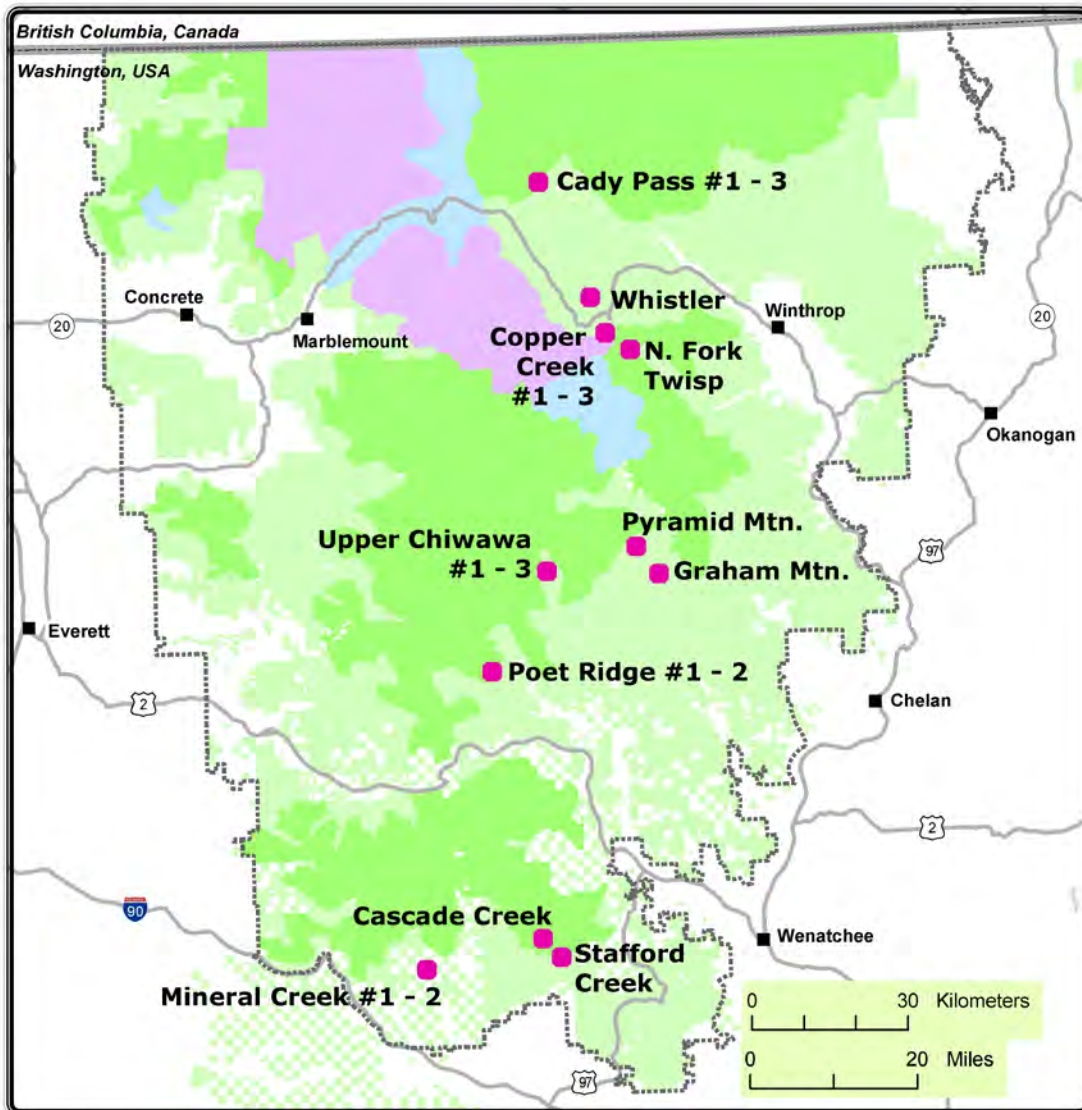 British Columbia, Canada
Washington, USA
Cady Pass #1 - 3
Whistler
Concrete
Winthrop
20
Marblemount
20
Copper
Creek
#1 - 3
N. Fork
Twisp
Okanogan
Pyramid Mtn.
Upper Chiwawa
#1 - 3
97
Graham Mtn.
Everett
Poet Ridge #1 - 2
2
Chelan
2
90
Cascade Creek
Wenatchee
Stafford
Creek
Mineral Creek #1 - 2
0 30 Kilometers
0 20 Miles
97